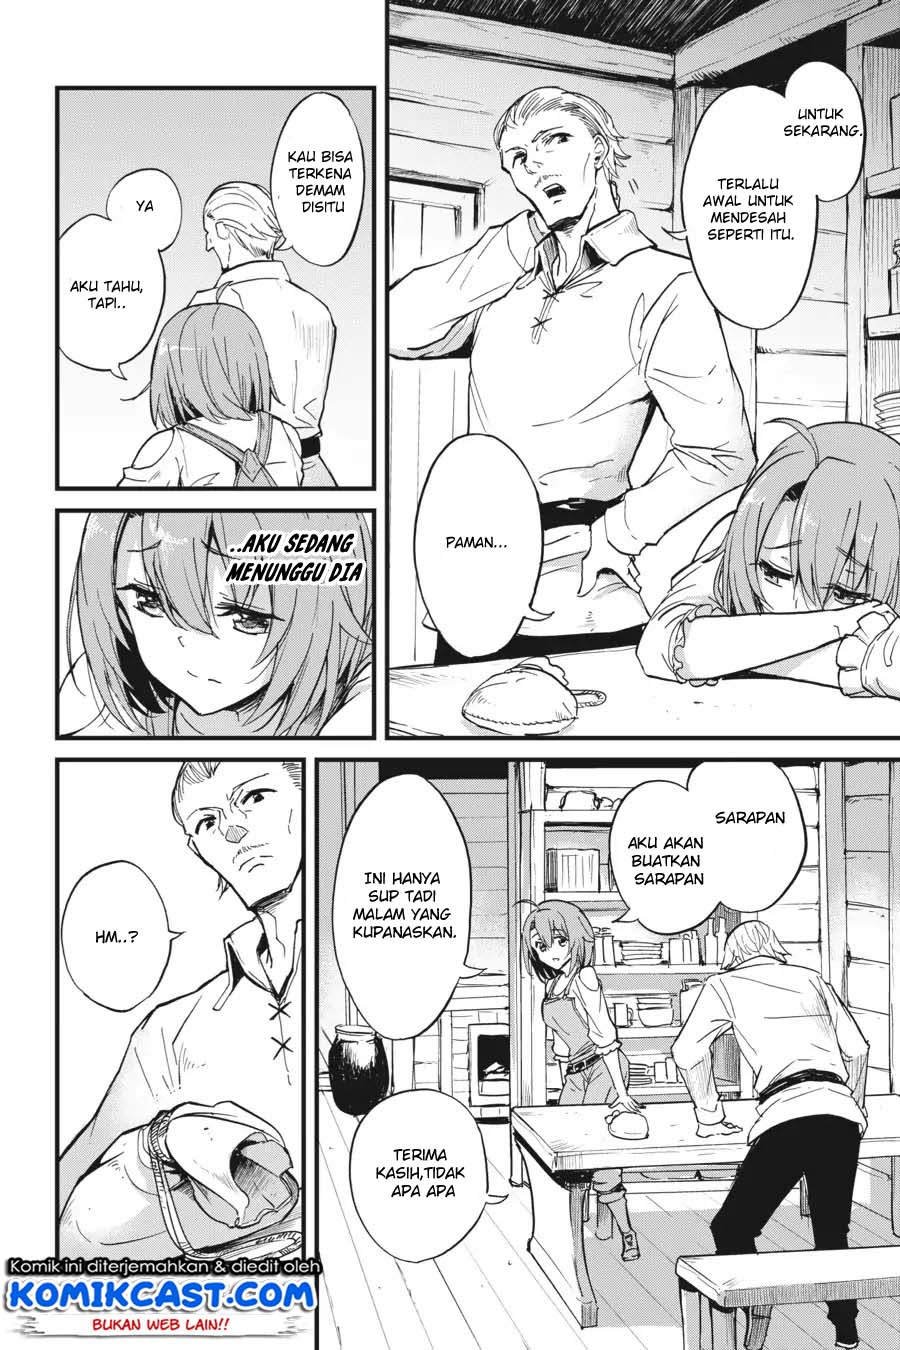 UNTUK
SEKARANG.
TERLALU
AWAL UNTUK
MENDESAH
SEPERTI ITU.
PAMAN...
KAU BISA
TERKENA
DEMAM
DISITU
YA
AKU TAHU,
TAPI..
..AKU SEDANG
MENUNGGU DIA
SARAPAN
AKU AKAN
BUATKAN
SARAPAN
INI HANYA
SUP TADI
MALAM YANG
KUPANASKAN.
TERIMA
KASIH,TIDAK
APA APA
HM..?
Komik ini diterjemahkan & diedit oleh
KOMIKCAST.COM
BUKAN WEB LAIN!!